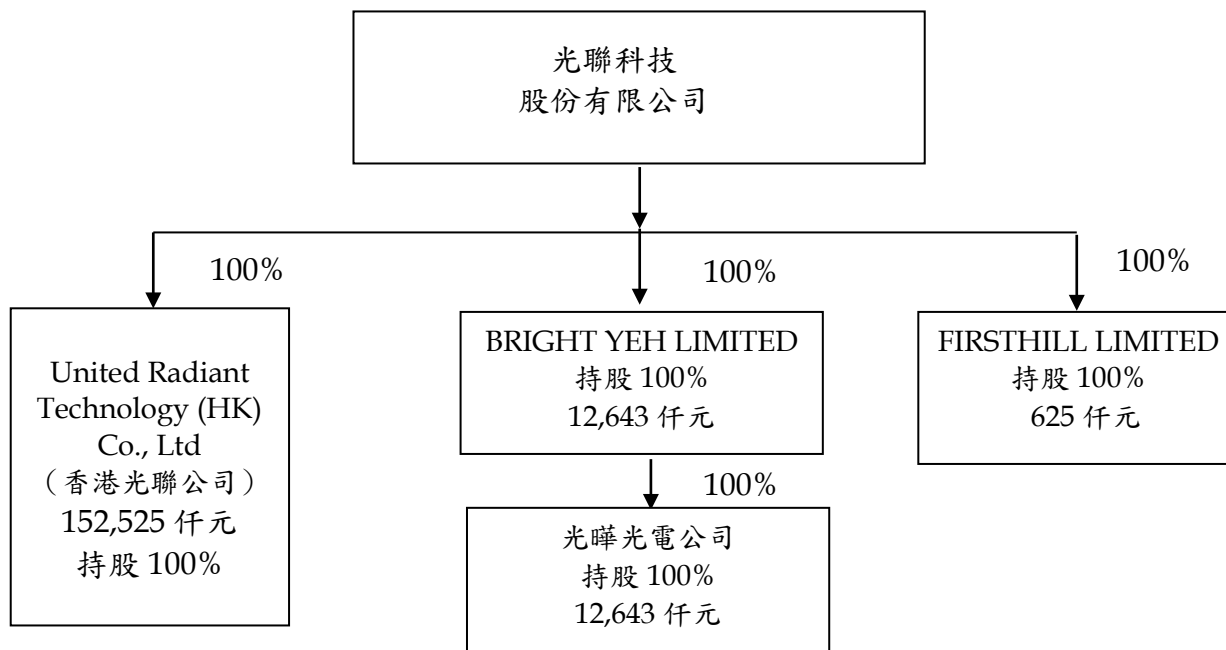 光聯科技
股份有限公司
100%
100%
100%
United Radiant
Technology (HK)
Co., Ltd
（香港光聯公司）
152,525 仟元
持股 100%
BRIGHT YEH LIMITED
持股 100%
12,643 仟元
FIRSTHILL LIMITED
持股 100%
625 仟元
100%
光曄光電公司
持股 100%
12,643 仟元